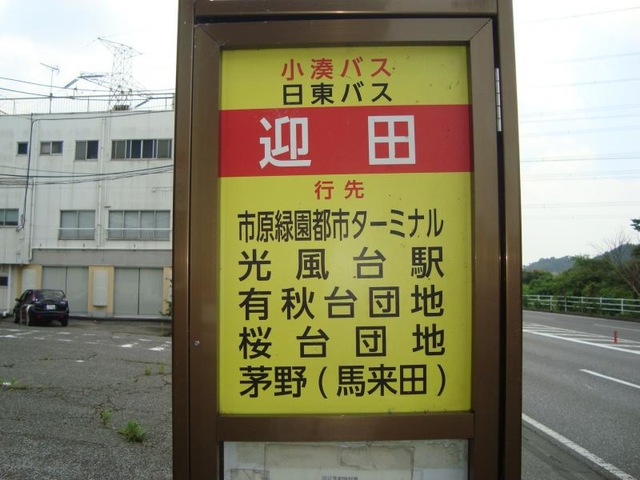 小湊バス
日東バス
迎田
行先
市原緑園都市ターミナル
光風台駅
有秋台団地
桜台団地
茅野(馬来田)